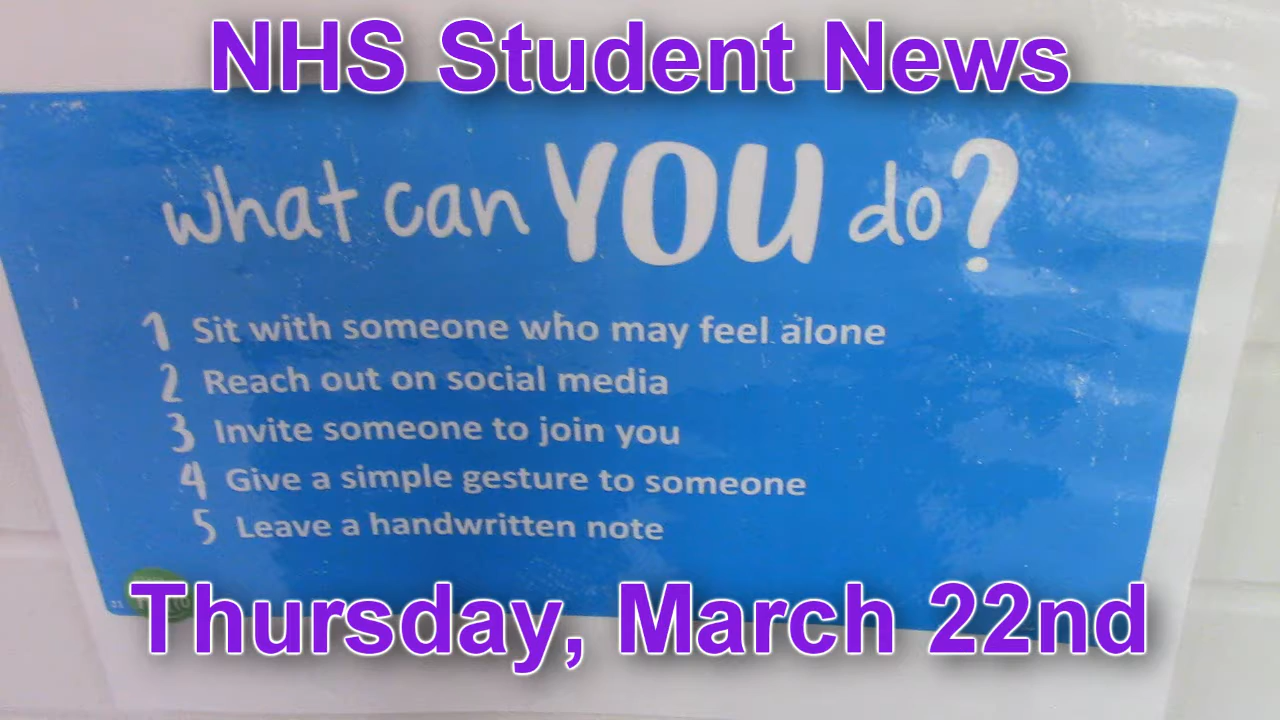 NHS Student News
what can YOU do?
1 Sit with someone who may feel alone
2 Reach out on social media
3 Invite someone to join you
4 Give a simple gesture to someone
5 Leave a handwritten note
Thursday, March 22nd